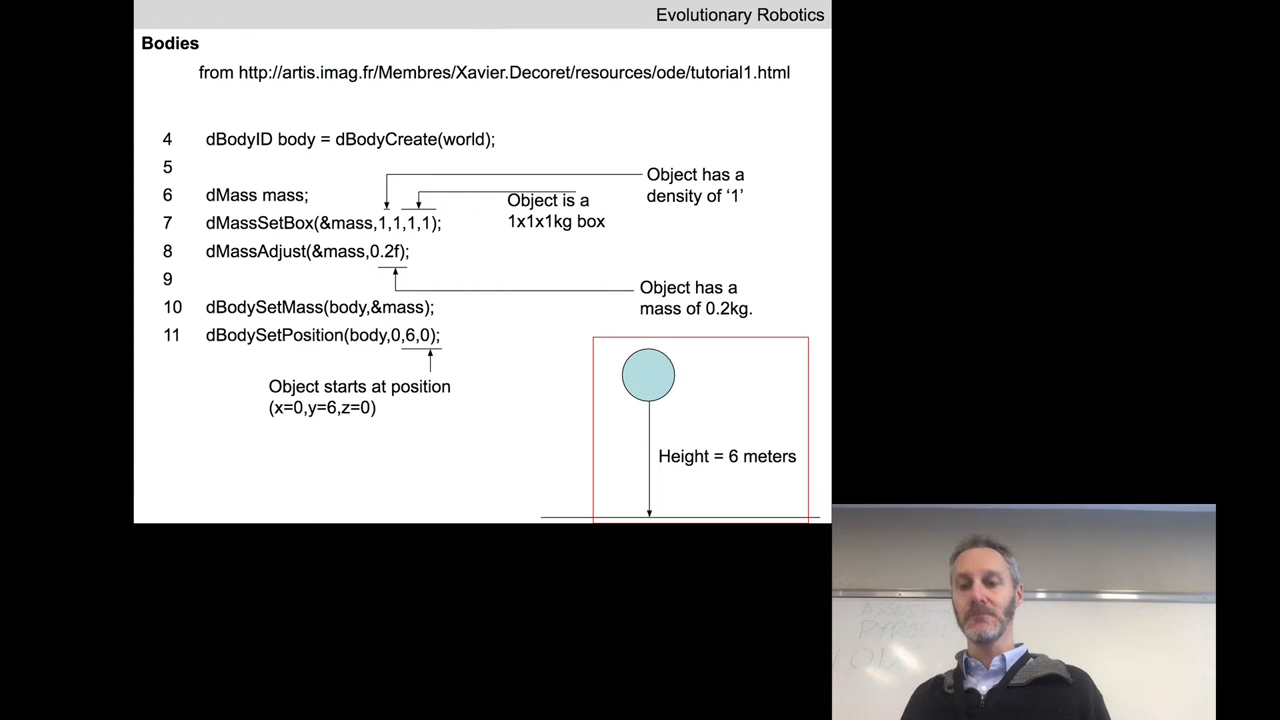 Evolutionary Robotics
Bodies
from http://artis.imag.fr/Membres/Xavier.Decoret/resources/ode/tutorial1.html
4 dBodyID body = dBodyCreate(world);
5
6 dMass mass;
7 dMassSetBox(&mass,1,1,1,1);
8 dMassAdjust(&mass,0.2f);
9
10 dBodySetMass(body,&mass);
11 dBodySetPosition(body,0,6,0);
Object has a
density of ‘1’
Object is a
1x1x1kg box
Object has a
mass of 0.2kg.
Object starts at position
(x=0,y=6,z=0)
Height = 6 meters